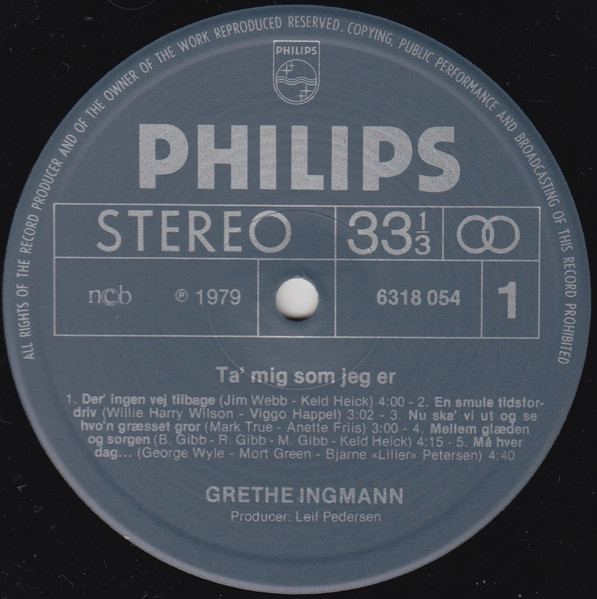 ALL RIGHTS OF THE RECORD PRODUCER AND OF THE OWNER OF THE WORK REPRODUCED RESERVED. COPYING, PUBLIC PERFORMANCE AND BROADCASTING OF THIS RECORD PROHIBITED
PHILIPS
PHILIPS
STEREO 33 1/3
ncb ℗ 1979 6318 054 1
Ta' mig som jeg er
1. Der' ingen vej tilbage (Jim Webb - Keld Heick) 4:00 - 2. En smule tidsfor-
driv (Willie Harry Wilson - Viggo Happel) 3:02 - 3. Nu ska' vi ut og se
hvo'n græsset gror (Mark True - Anette Friis) 3:00 - 4. Mellem glæden
og sorgen (B. Gibb - R. Gibb - M. Gibb - Keld Heick) 4:15 - 5. Må hver
dag... (George Wyle - Mort Green - Bjarne «Liller» Petersen) 4:40
GRETHE INGMANN
Producer: Leif Pedersen